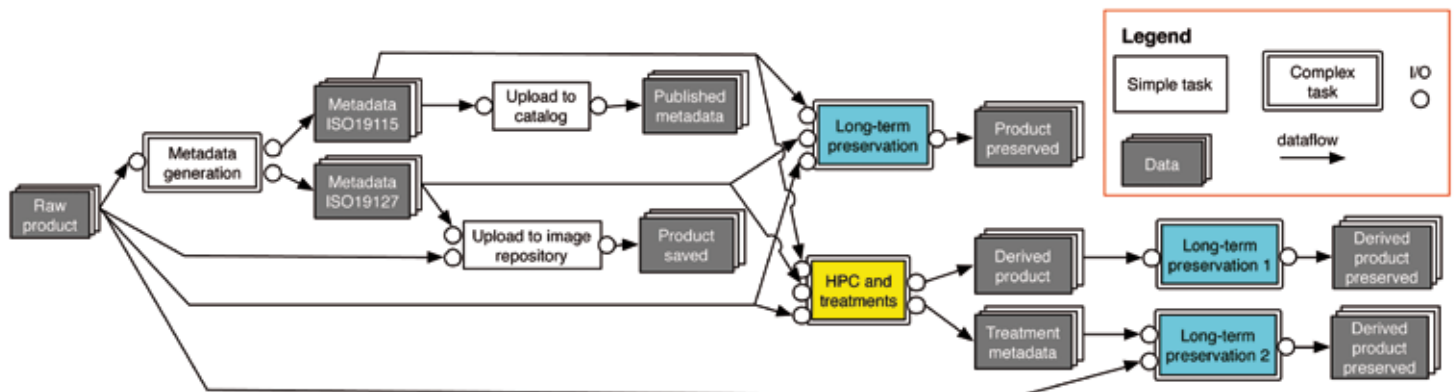 Legend
Simple task
Complex
task
I/O
Data
dataflow
Raw
product
Metadata
generation
Metadata
ISO19115
Metadata
ISO19127
Upload to
catalog
Published
metadata
Upload to image
repository
Product
saved
Long-term
preservation
Product
preserved
HPC and
treatments
Derived
product
Treatment
metadata
Long-term
preservation 1
Derived
product
preserved
Long-term
preservation 2
Derived
product
preserved